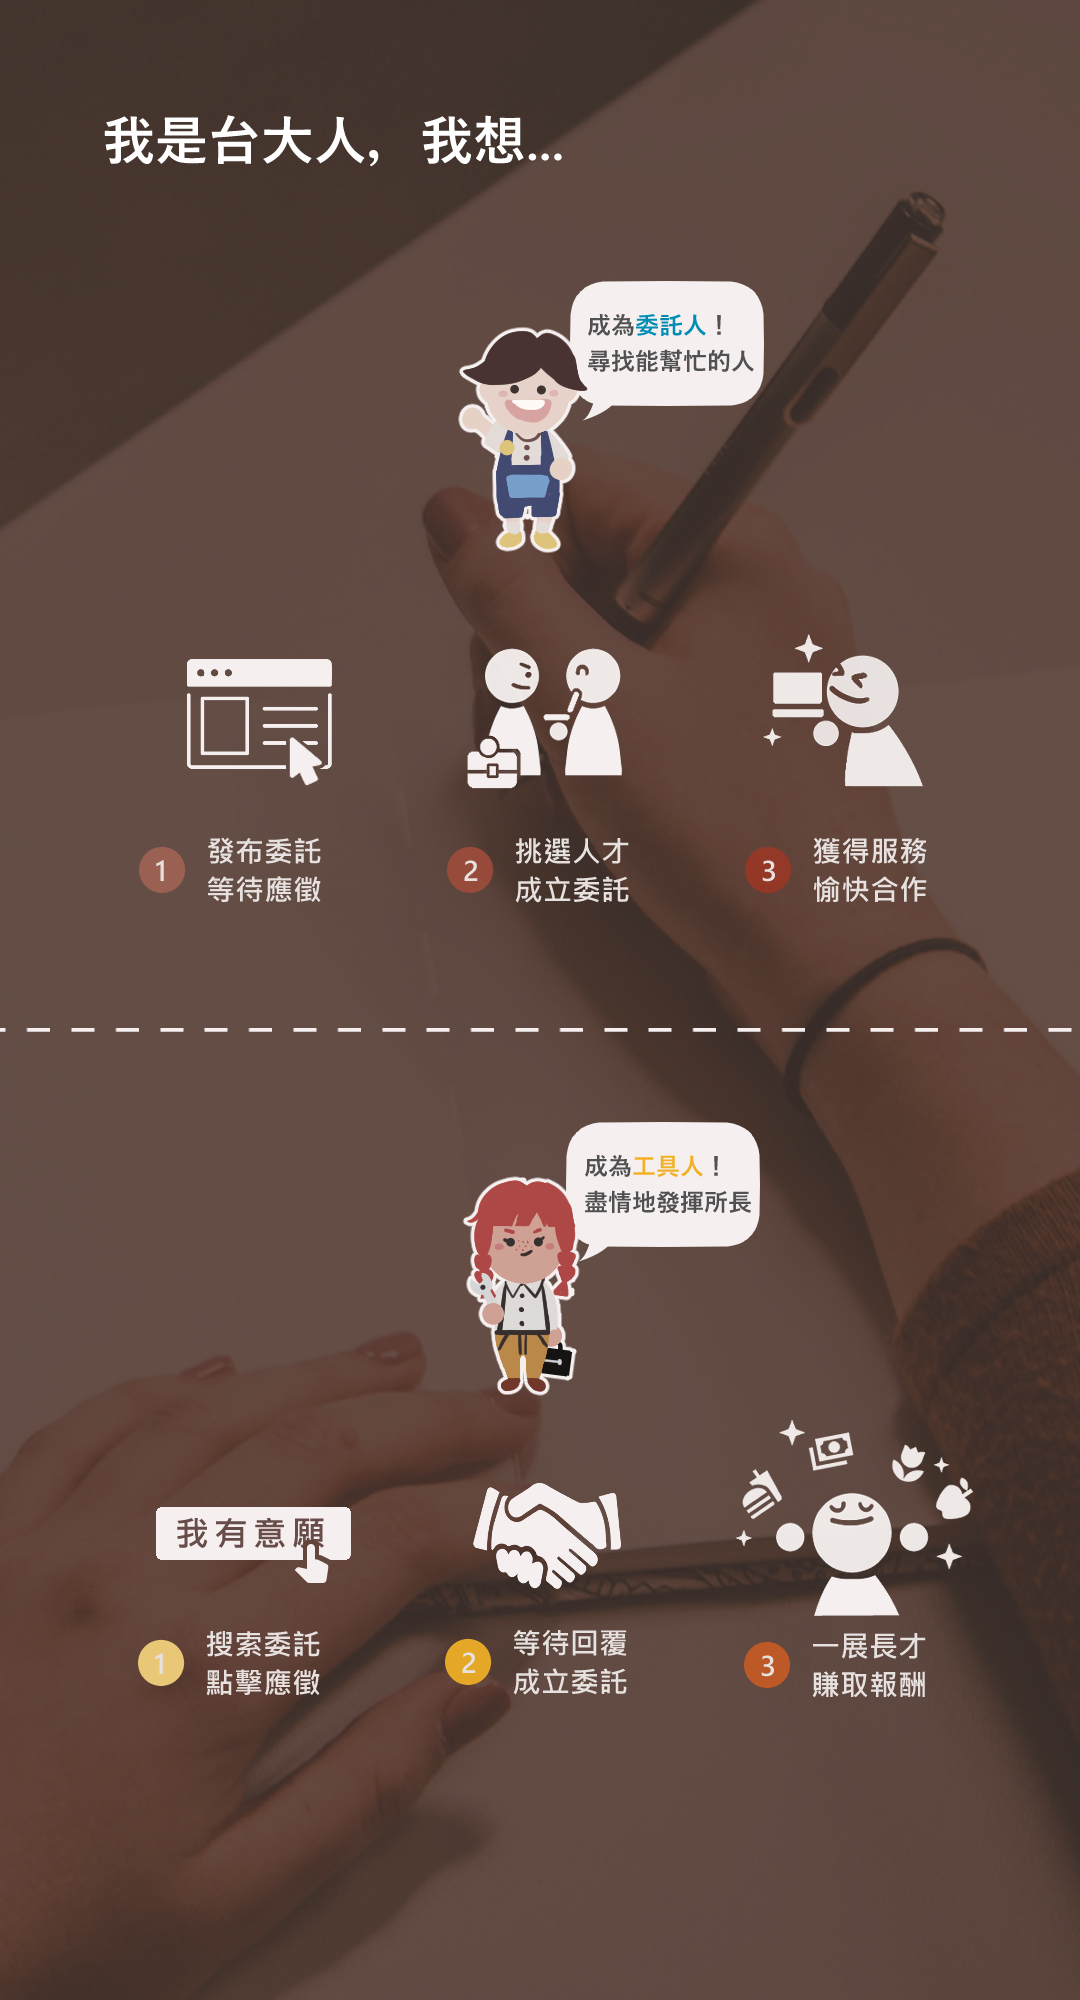 我是台大人， 我想...
成為委託人！
尋找能幫忙的人
1
發布委託
等待應徵
2
挑選人才
成立委託
3
獲得服務
愉快合作
成為工具人！
盡情地發揮所長
我有意願
1
搜索委託
點擊應徵
2
等待回覆
成立委託
3
一展長才
賺取報酬